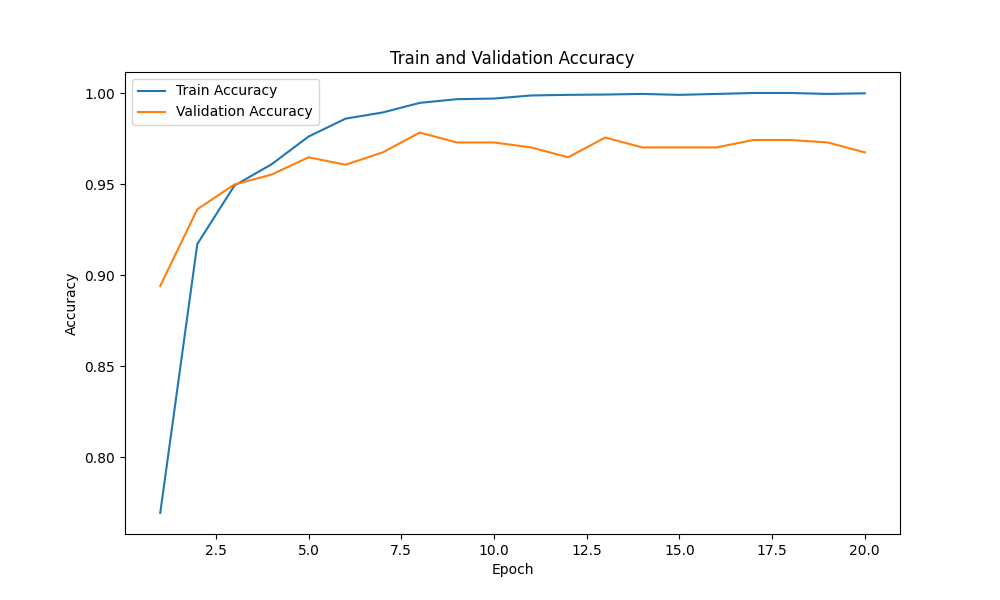 Train and Validation Accuracy
Train Accuracy
Validation Accuracy
1.00
0.95
0.90
0.85
0.80
Accuracy
2.5 5.0 7.5 10.0 12.5 15.0 17.5 20.0
Epoch